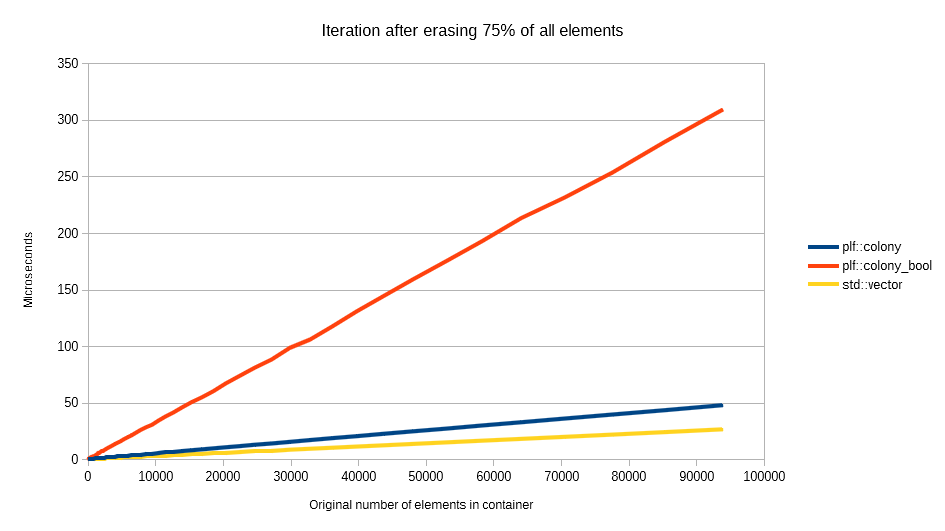 Iteration after erasing 75% of all elements
350
300
250
200
150
100
50
0
Microseconds
0 10000 20000 30000 40000 50000 60000 70000 80000 90000 100000
Original number of elements in container
plf::colony
plf::colony_bool
std::vector